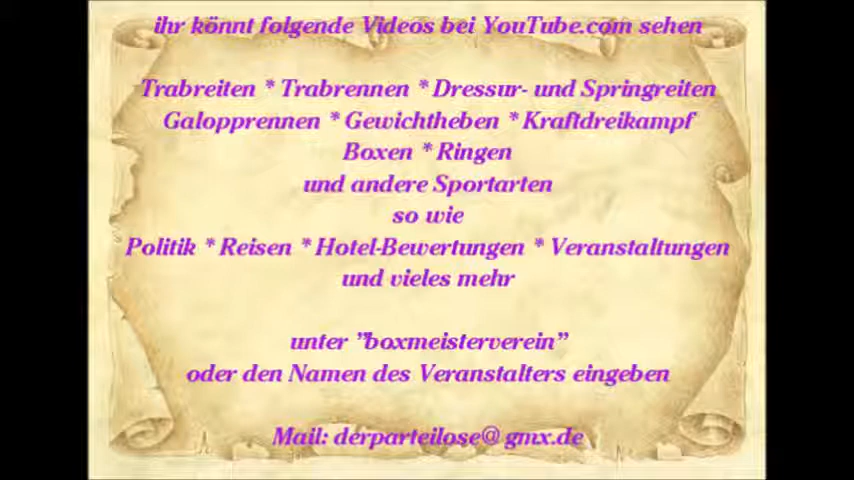 ihr könnt folgende Videos bei YouTube.com sehen
Trabreiten * Trabrennen * Dressur- und Springreiten
Galopprennen * Gewichtheben * Kraftdreikampf
Boxen * Ringen
und andere Sportarten
so wie
Politik * Reisen * Hotel-Bewertungen * Veranstaltungen
und vieles mehr
unter "boxmeisterverein"
oder den Namen des Veranstalters eingeben
Mail: derparteilose@gmx.de